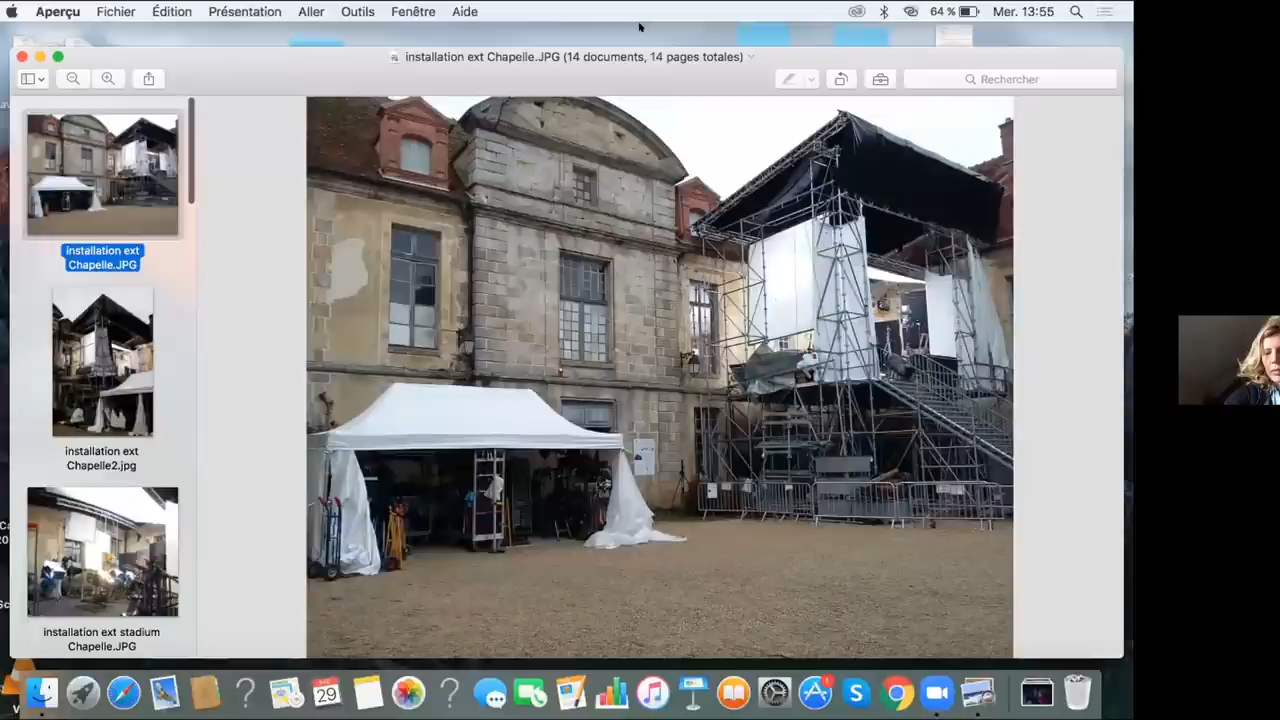 Aperçu Fichier Édition Présentation Aller Outils Fenêtre Aide 64 % Mer. 13:55
installation ext Chapelle.JPG (14 documents, 14 pages totales)
Rechercher
installation ext
Chapelle.JPG
installation ext
Chapelle2.jpg
installation ext stadium
Chapelle.JPG
29
1